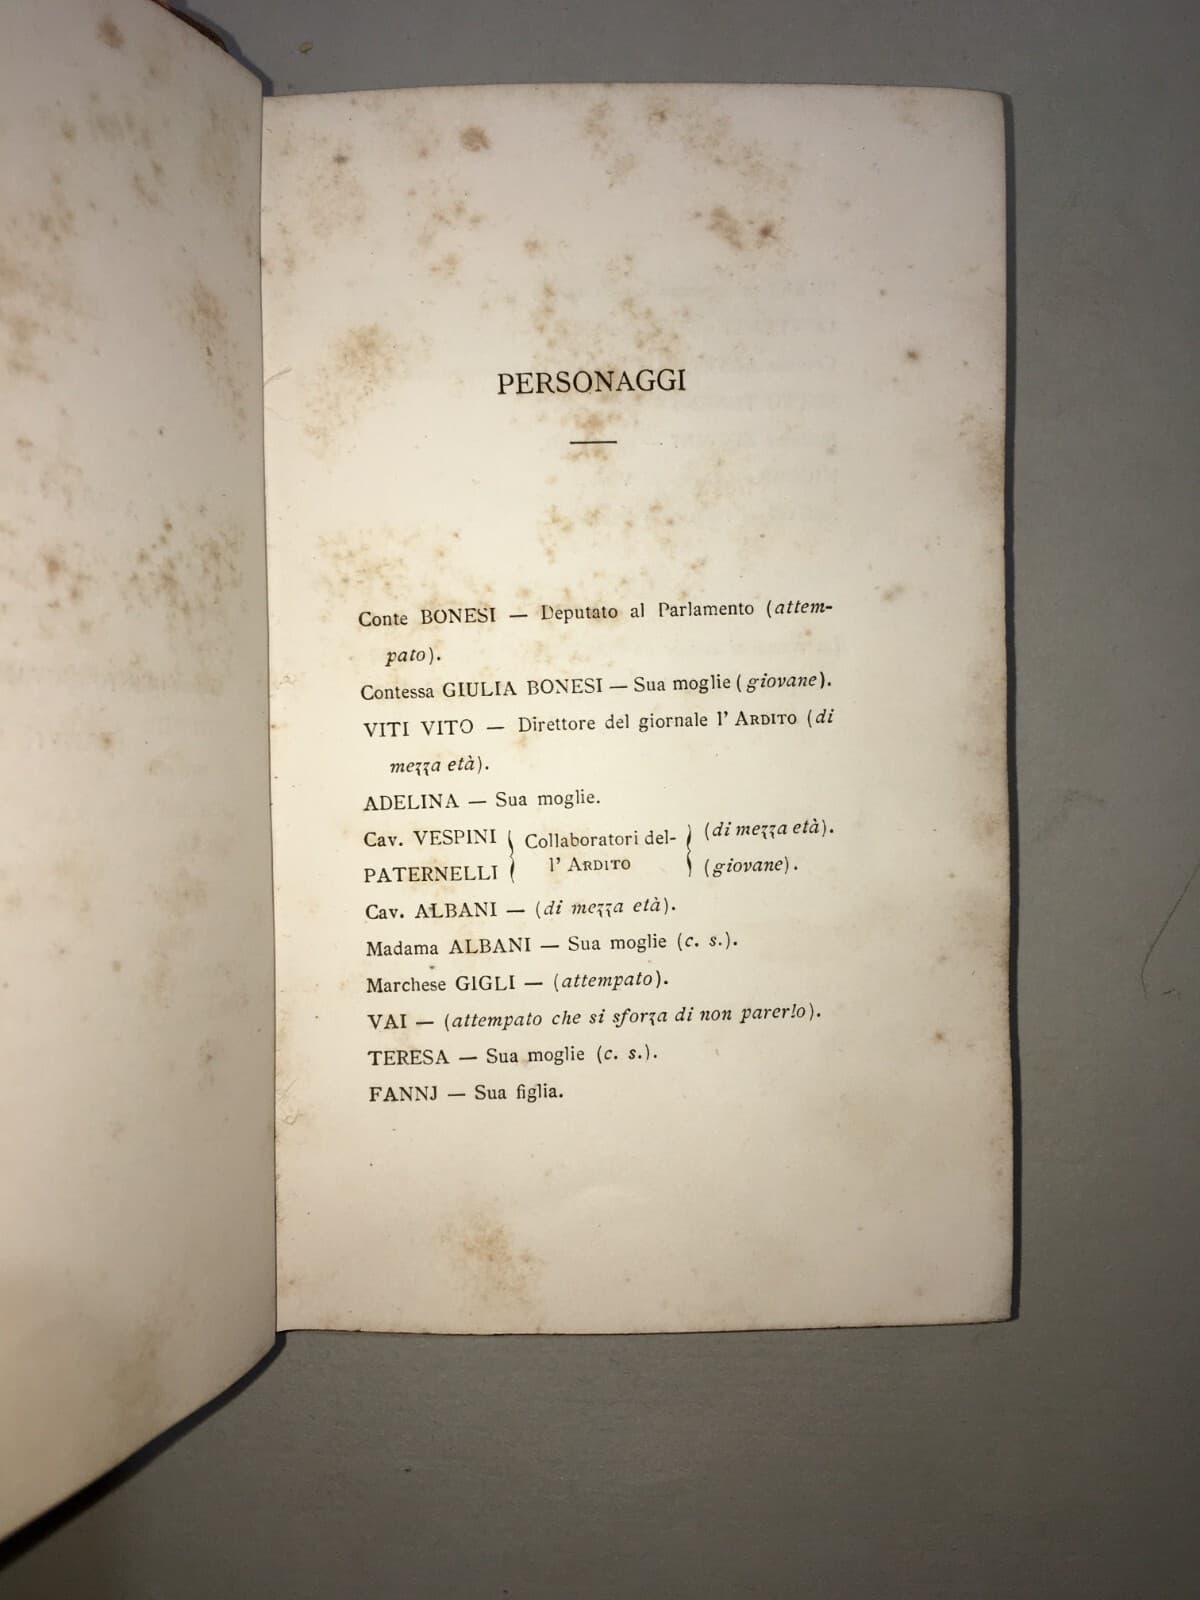 PERSONAGGI
Conte BONESI — Deputato al Parlamento (attem-
pato).
Contessa GIULIA BONESI — Sua moglie (giovane).
VITI VITO — Direttore del giornale l' ARDITO (di
mezza età).
ADELINA — Sua moglie.
Cav. VESPINI { Collaboratori del- } (di mezza età).
PATERNELLI { l' ARDITO } (giovane).
Cav. ALBANI — (di mezza età).
Madama ALBANI — Sua moglie (c. s.).
Marchese GIGLI — (attempato).
VAI — (attempato che si sforza di non parerlo).
TERESA — Sua moglie (c. s.).
FANNJ — Sua figlia.